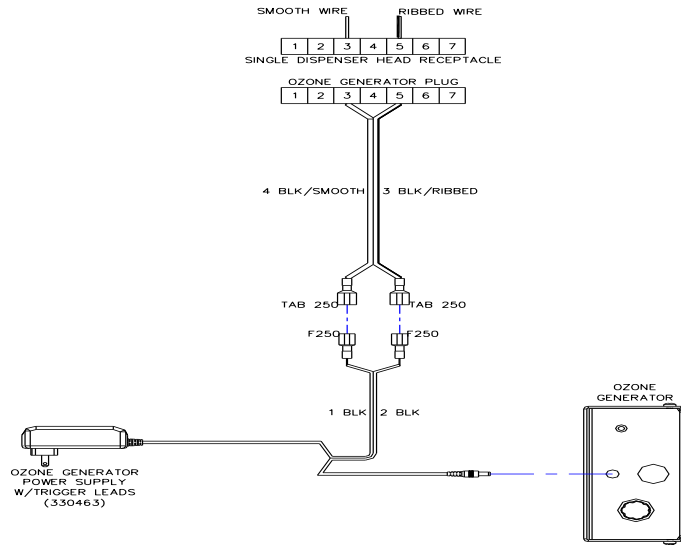 SMOOTH WIRE RIBBED WIRE
1 2 3 4 5 6 7
SINGLE DISPENSER HEAD RECEPTACLE
OZONE GENERATOR PLUG
1 2 3 4 5 6 7
4 BLK/SMOOTH 3 BLK/RIBBED
TAB 250 TAB 250
F250 F250
1 BLK 2 BLK
OZONE
GENERATOR
OZONE GENERATOR
POWER SUPPLY
W/TRIGGER LEADS
(330463)